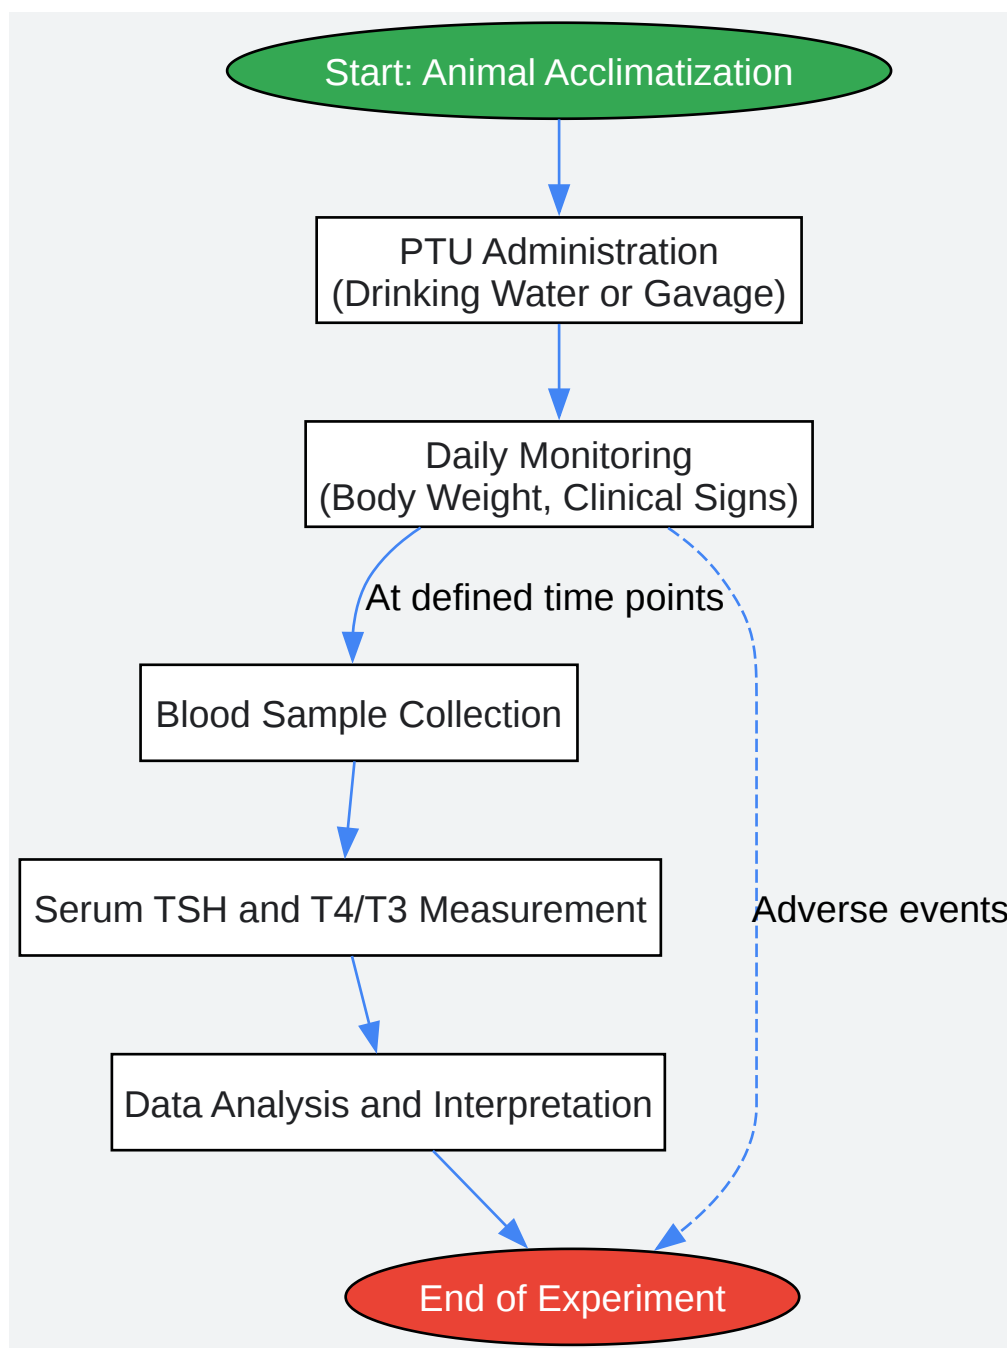 Start: Animal Acclimatization
PTU Administration
(Drinking Water or Gavage)
Daily Monitoring
(Body Weight, Clinical Signs)
At defined time points
Blood Sample Collection
Serum TSH and T4/T3 Measurement
Adverse events
Data Analysis and Interpretation
End of Experiment